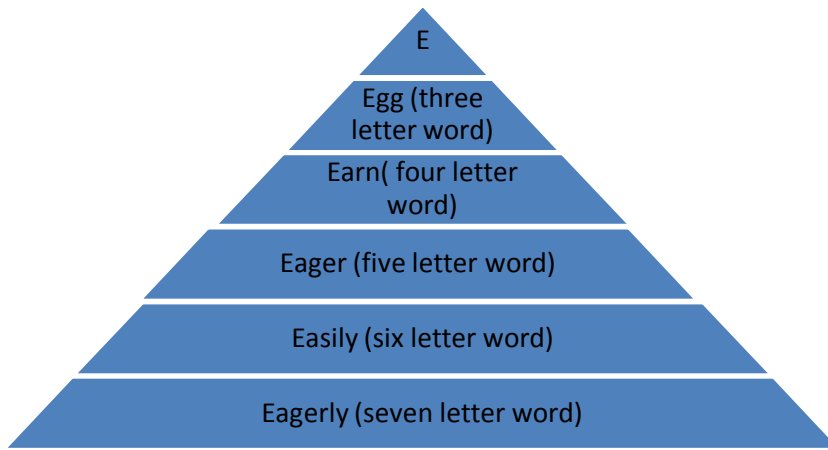 E
Egg (three
letter word)
Earn( four letter
word)
Eager (five letter word)
Easily (six letter word)
Eagerly (seven letter word)